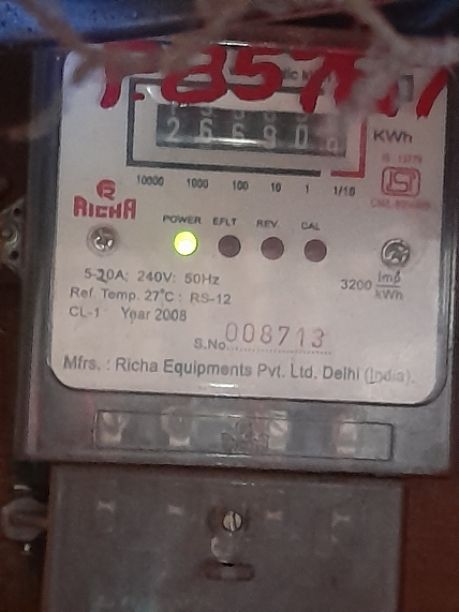 KWh
10000 1000 100 10 1 1/10
RICHA
POWER EFLT REV. CAL
5-20A; 240V: 50Hz
3200 Imp/kWh
Ref. Temp. 27°C : RS-12
CL-1 Year 2008
S.No. 008713
Mfrs. : Richa Equipments Pvt. Ltd. Delhi (India).